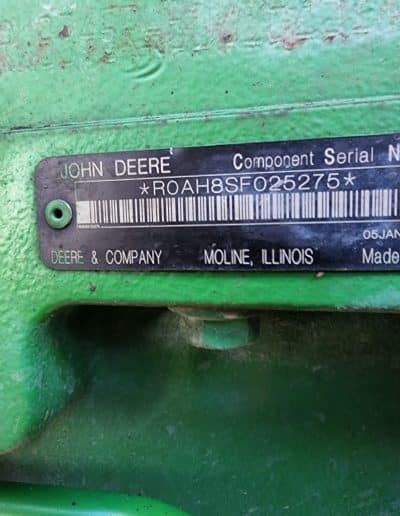 JOHN DEERE Component Serial N
*R0AH8SF025275*
05JAN
DEERE & COMPANY MOLINE, ILLINOIS Made